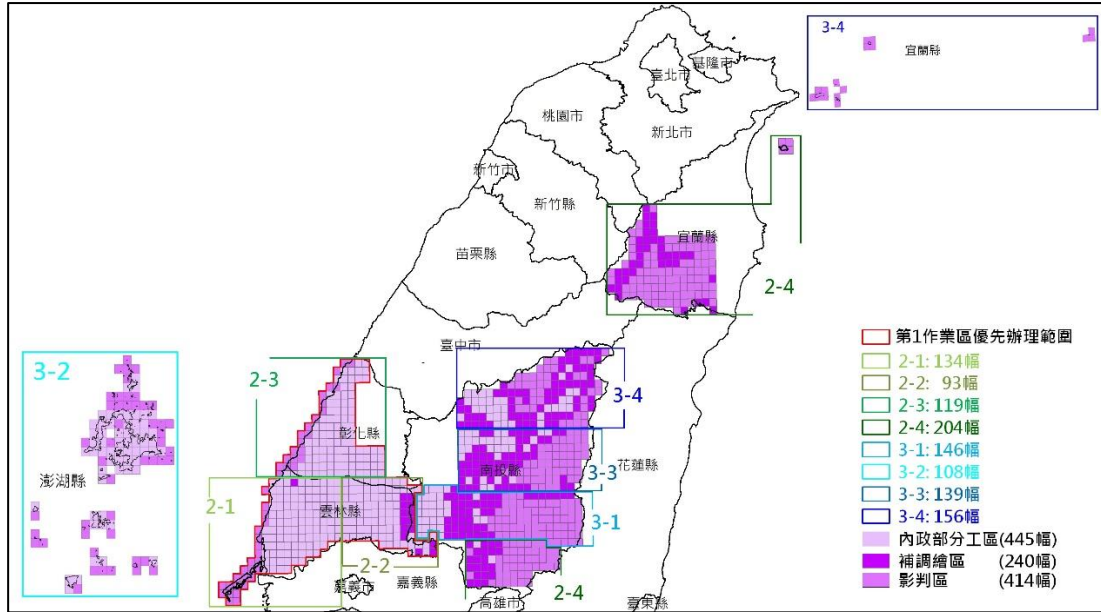 3-4
宜蘭縣
基隆市
臺北市
桃園市
新北市
新竹市
新竹縣
宜蘭縣
苗栗縣
2-4
臺中市
3-2
2-3
3-4
彰化縣
澎湖縣
南投縣
花蓮縣
3-3
2-1
雲林縣
3-1
2-2
嘉義縣
嘉義市
2-4
高雄市
臺東縣
第1作業區優先辦理範圍
2-1: 134幅
2-2: 93幅
2-3: 119幅
2-4: 204幅
3-1: 146幅
3-2: 108幅
3-3: 139幅
3-4: 156幅
內政部分工區(445幅)
補調繪區 (240幅)
影判區 (414幅)